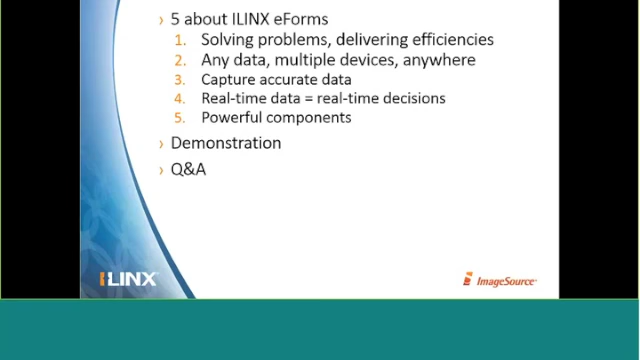 › 5 about ILINX eForms
1. Solving problems, delivering efficiencies
2. Any data, multiple devices, anywhere
3. Capture accurate data
4. Real-time data = real-time decisions
5. Powerful components
› Demonstration
› Q&A
ILINX
ImageSource